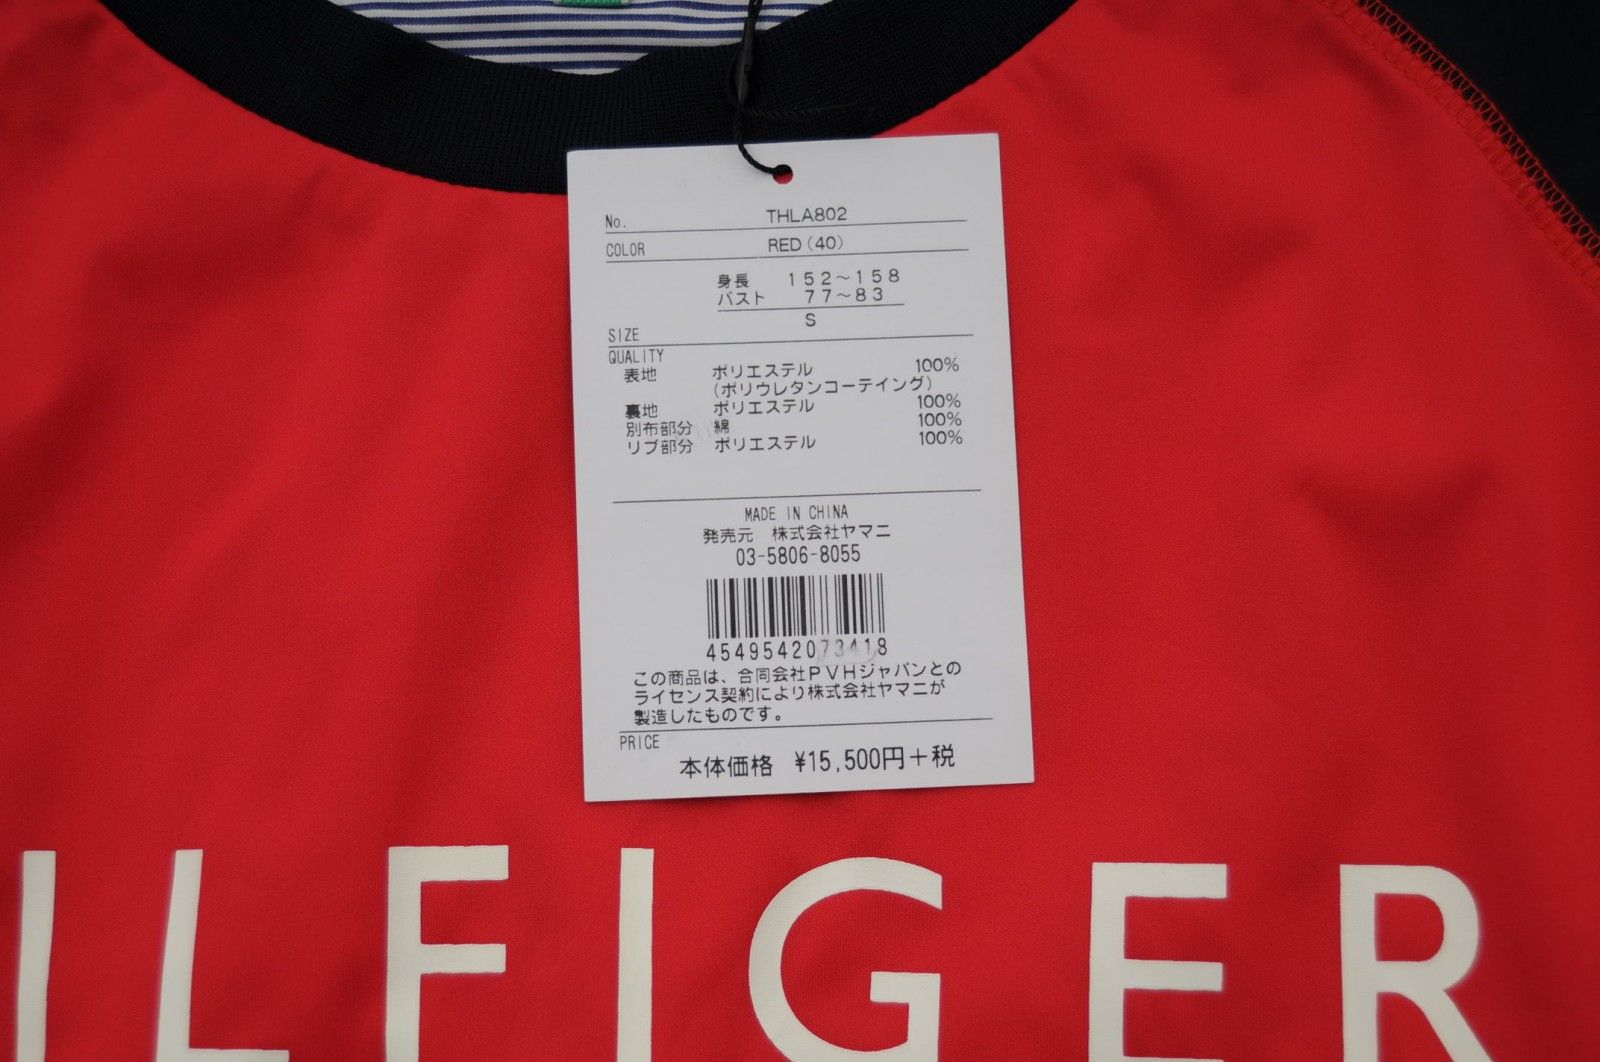 No. THLA802
COLOR RED(40)
身長 152～158
バスト 77～83
S
SIZE
QUALITY
表地 ポリエステル 100%
(ポリウレタンコーテイング)
裏地 ポリエステル 100%
別布部分 綿 100%
リブ部分 ポリエステル 100%
MADE IN CHINA
発売元 株式会社ヤマニ
03-5806-8055
4549542073418
この商品は、合同会社PVHジャパンとの
ライセンス契約により株式会社ヤマニが
製造したものです。
PRICE
本体価格 ¥15,500円+税
ILFIGER